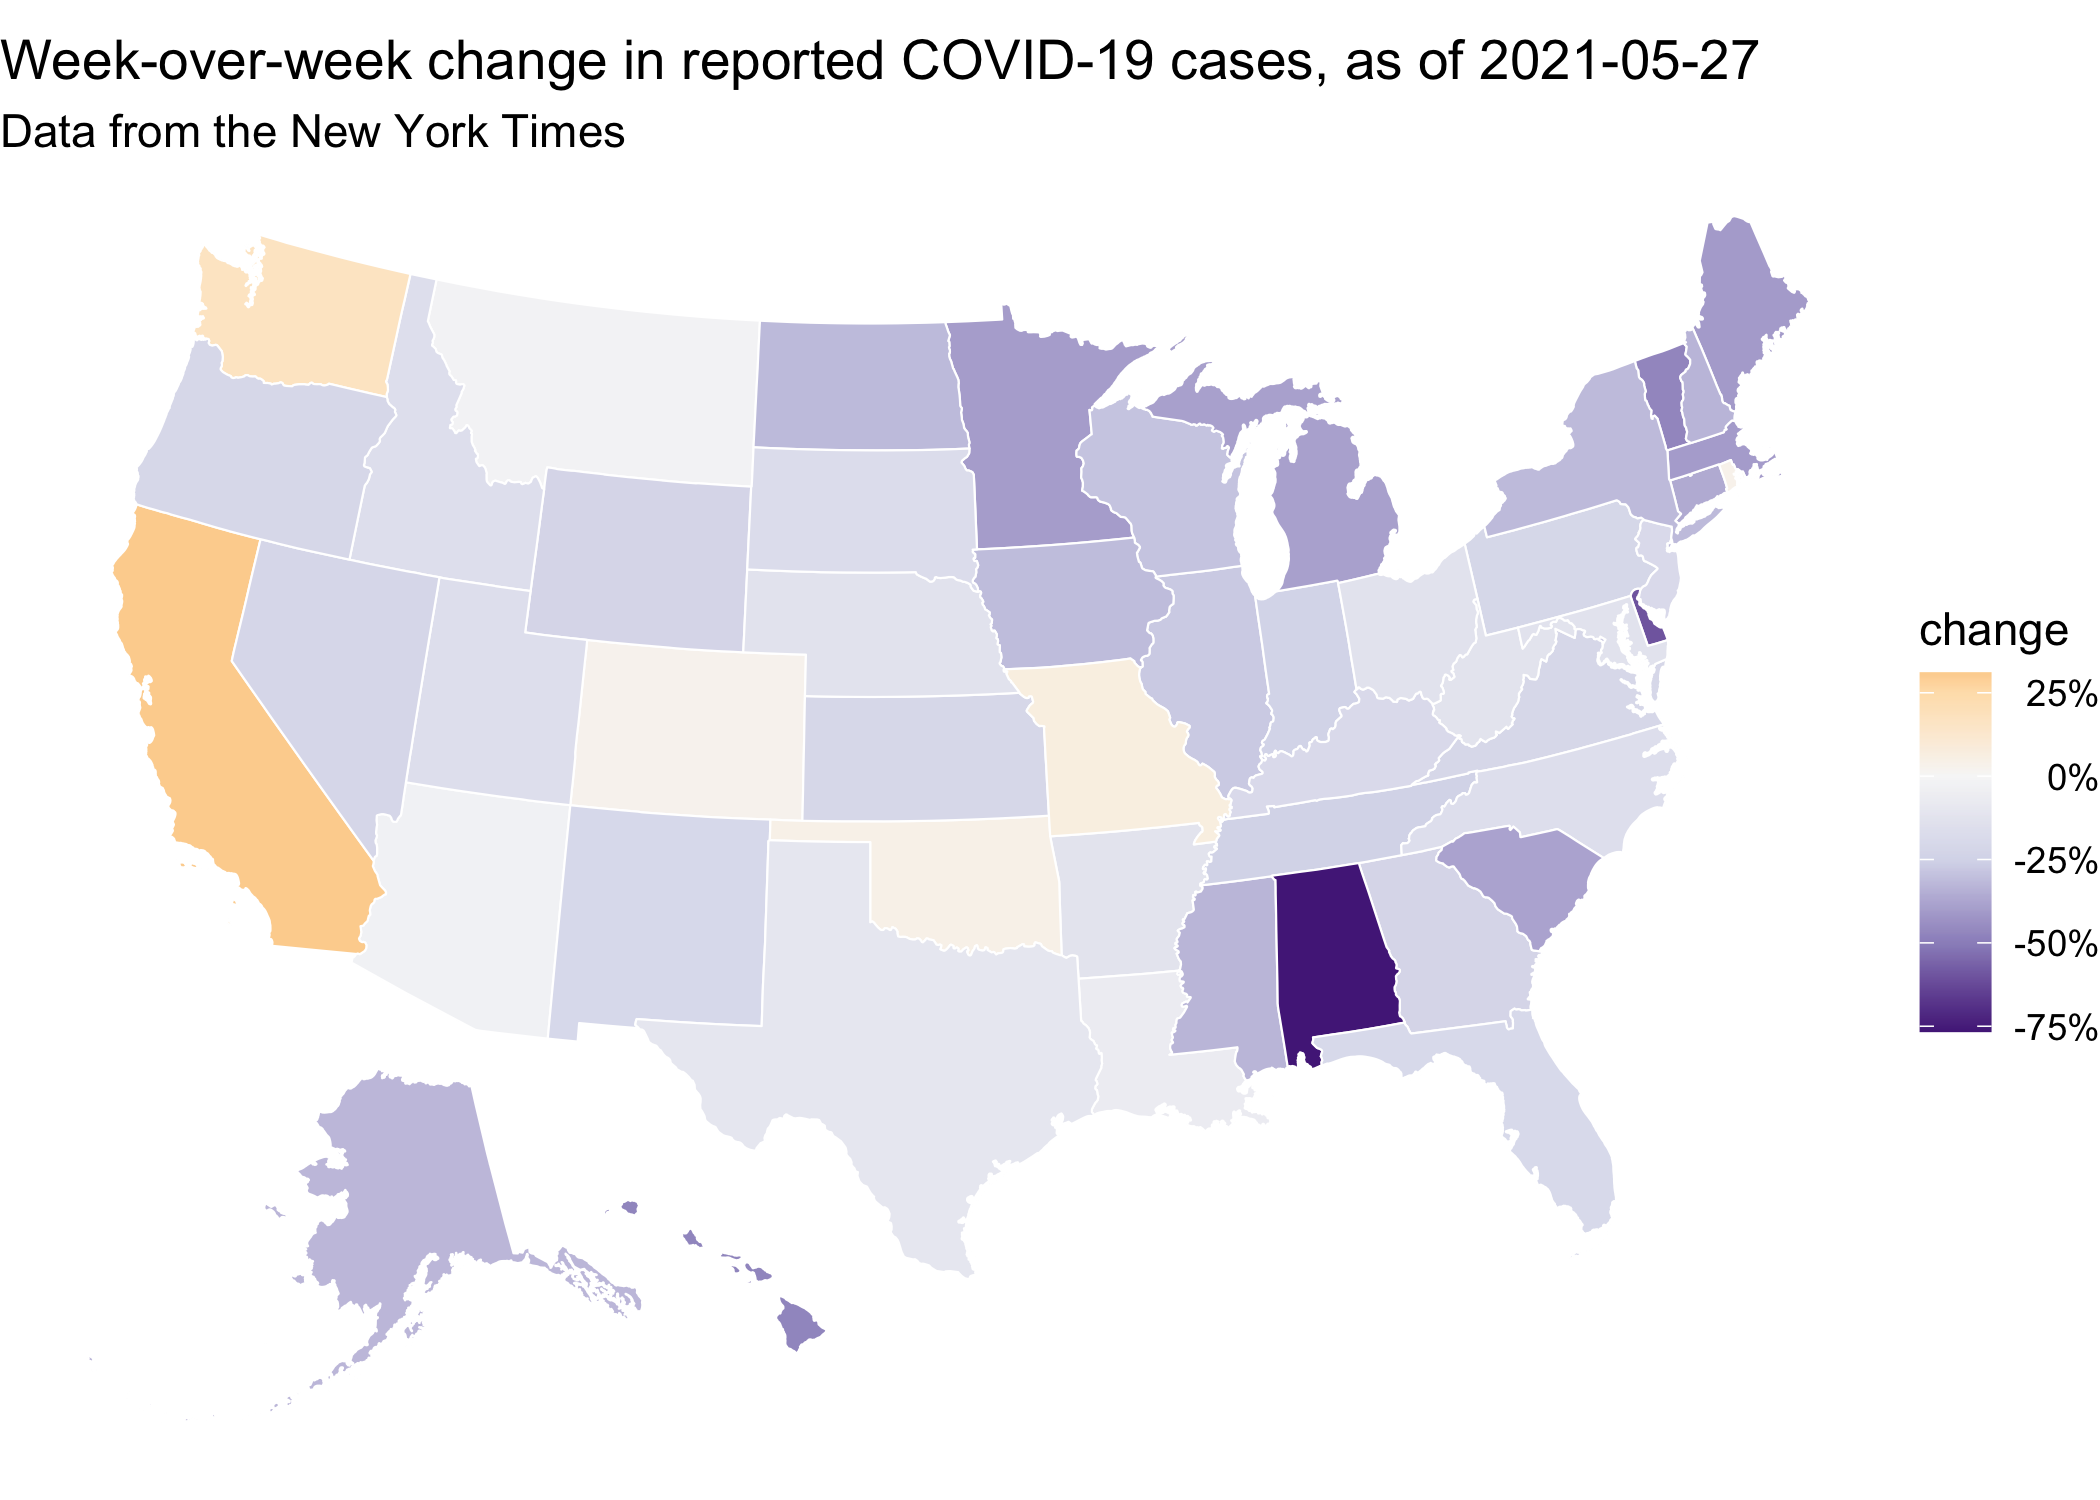 Week-over-week change in reported COVID-19 cases, as of 2021-05-27
Data from the New York Times
change
25%
0%
-25%
-50%
-75%